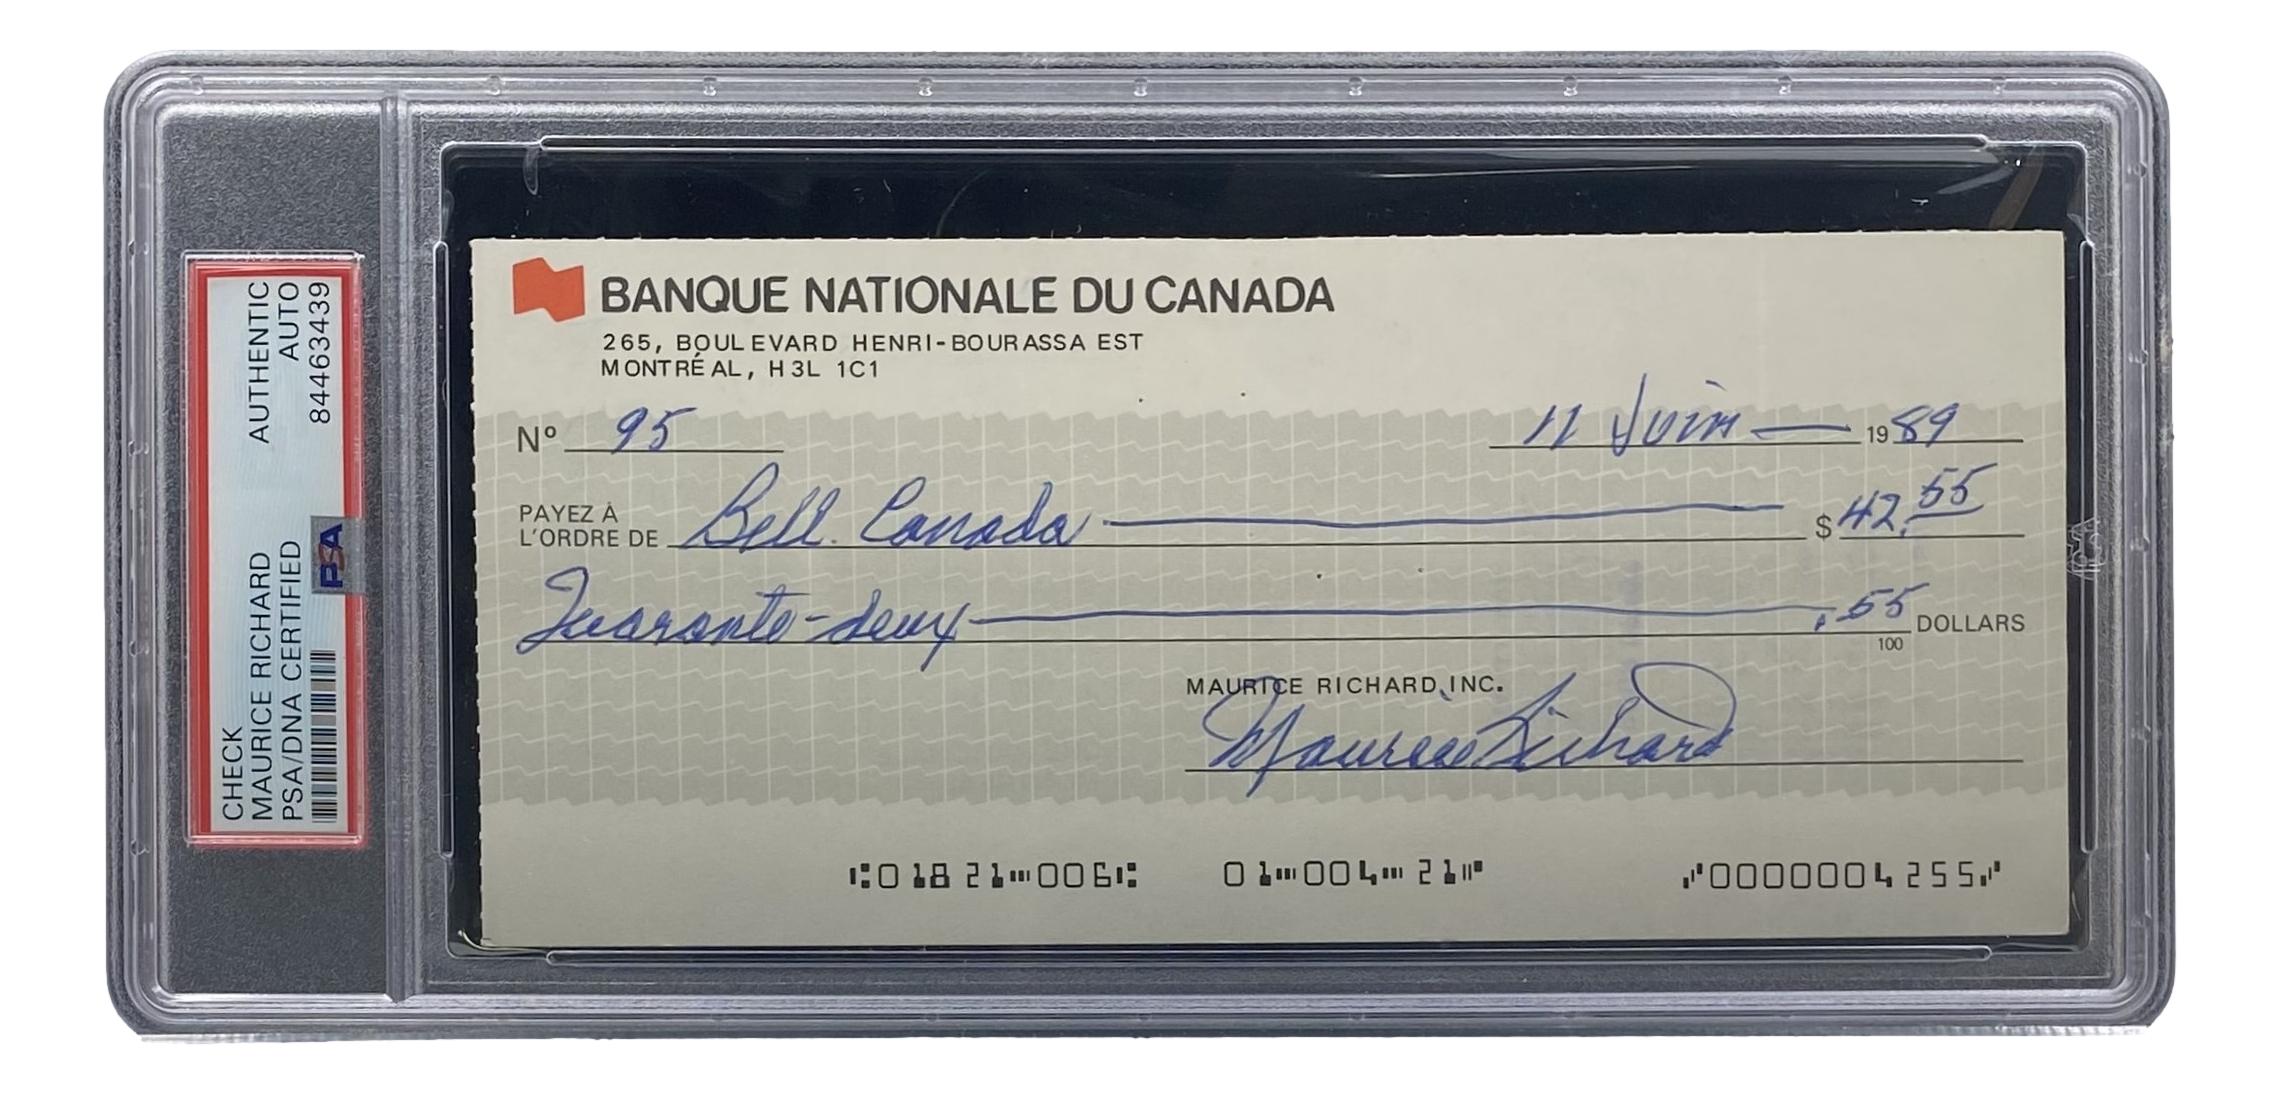 CHECK AUTHENTIC
MAURICE RICHARD AUTO
PSA/DNA CERTIFIED 84463439
PSA
BANQUE NATIONALE DU CANADA
265, BOULEVARD HENRI-BOURASSA EST
MONTRÉAL, H3L 1C1
Nº 95 11 Juin 1989
PAYEZ À
L'ORDRE DE Bell Canada $ 42.55
Quarante-deux .55/100 DOLLARS
MAURICE RICHARD, INC.
Maurice Richard
⑆01821⑉006⑆ 01⑉004⑉21⑈ ⑇0000004255⑇